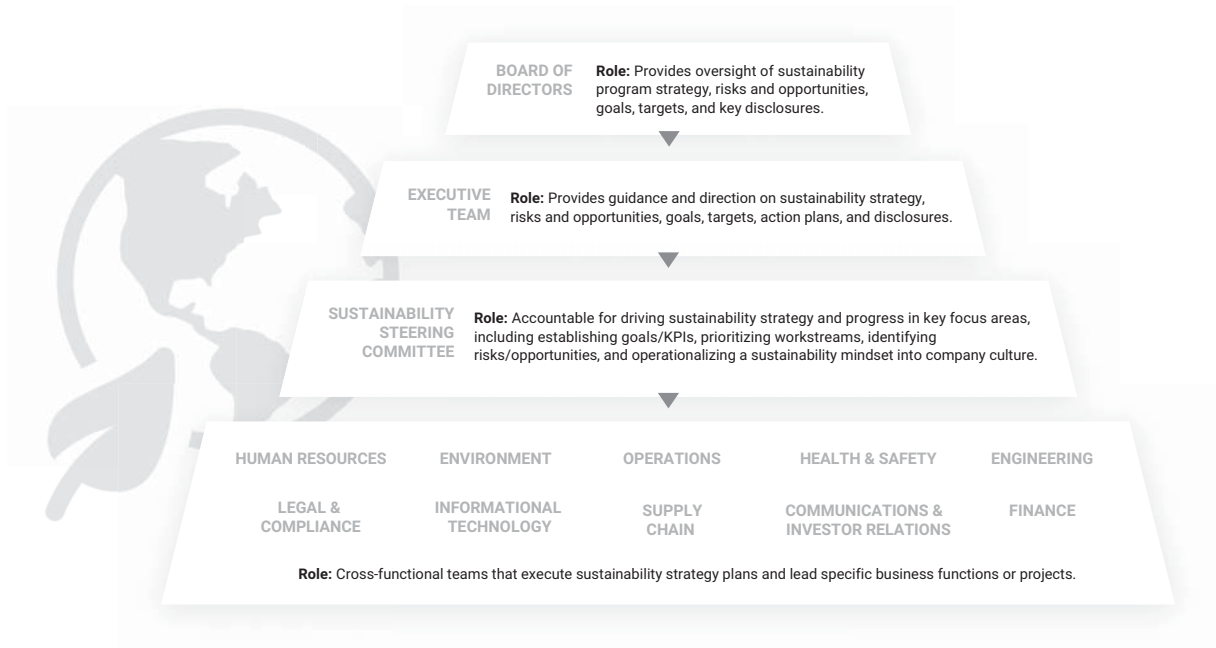 BOARD OF
DIRECTORS
Role: Provides oversight of sustainability
program strategy, risks and opportunities,
goals, targets, and key disclosures.
EXECUTIVE
TEAM
Role: Provides guidance and direction on sustainability strategy,
risks and opportunities, goals, targets, action plans, and disclosures.
SUSTAINABILITY
STEERING
COMMITTEE
Role: Accountable for driving sustainability strategy and progress in key focus areas,
including establishing goals/KPIs, prioritizing workstreams, identifying
risks/opportunities, and operationalizing a sustainability mindset into company culture.
HUMAN RESOURCES
ENVIRONMENT
OPERATIONS
HEALTH & SAFETY
ENGINEERING
LEGAL &
COMPLIANCE
INFORMATIONAL
TECHNOLOGY
SUPPLY
CHAIN
COMMUNICATIONS &
INVESTOR RELATIONS
FINANCE
Role: Cross-functional teams that execute sustainability strategy plans and lead specific business functions or projects.